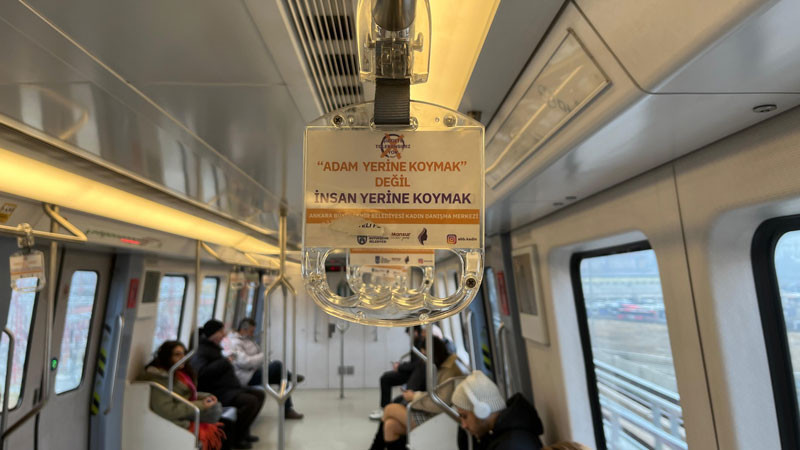 "ADAM YERİNE KOYMAK"
DEĞİL
İNSAN YERİNE KOYMAK
ANKARA BÜYÜKŞEHİR BELEDİYESİ KADIN DANIŞMA MERKEZİ